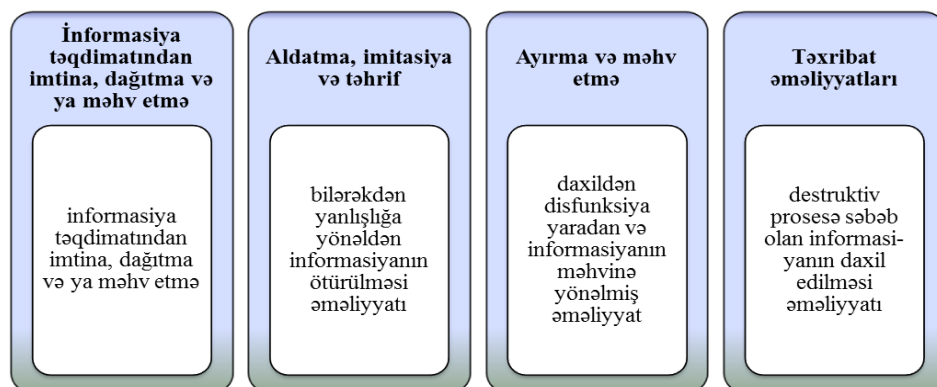 İnformasiya
təqdimatından
imtina, dağıtma və
ya məhv etmə
informasiya
təqdimatından
imtina, dağıtma
və ya məhv etmə
Aldatma, imitasiya
və təhrif
bilərəkdən
yanlışlığa
yönəldən
informasiyanın
ötürülməsi
əməliyyatı
Ayırma və məhv
etmə
daxildən
disfunksiya
yaradan və
informasiyanın
məhvinə
yönəlmiş
əməliyyat
Təxribat
əməliyyatları
destruktiv
prosesə səbəb
olan informasi-
yanın daxil
edilməsi
əməliyyatı